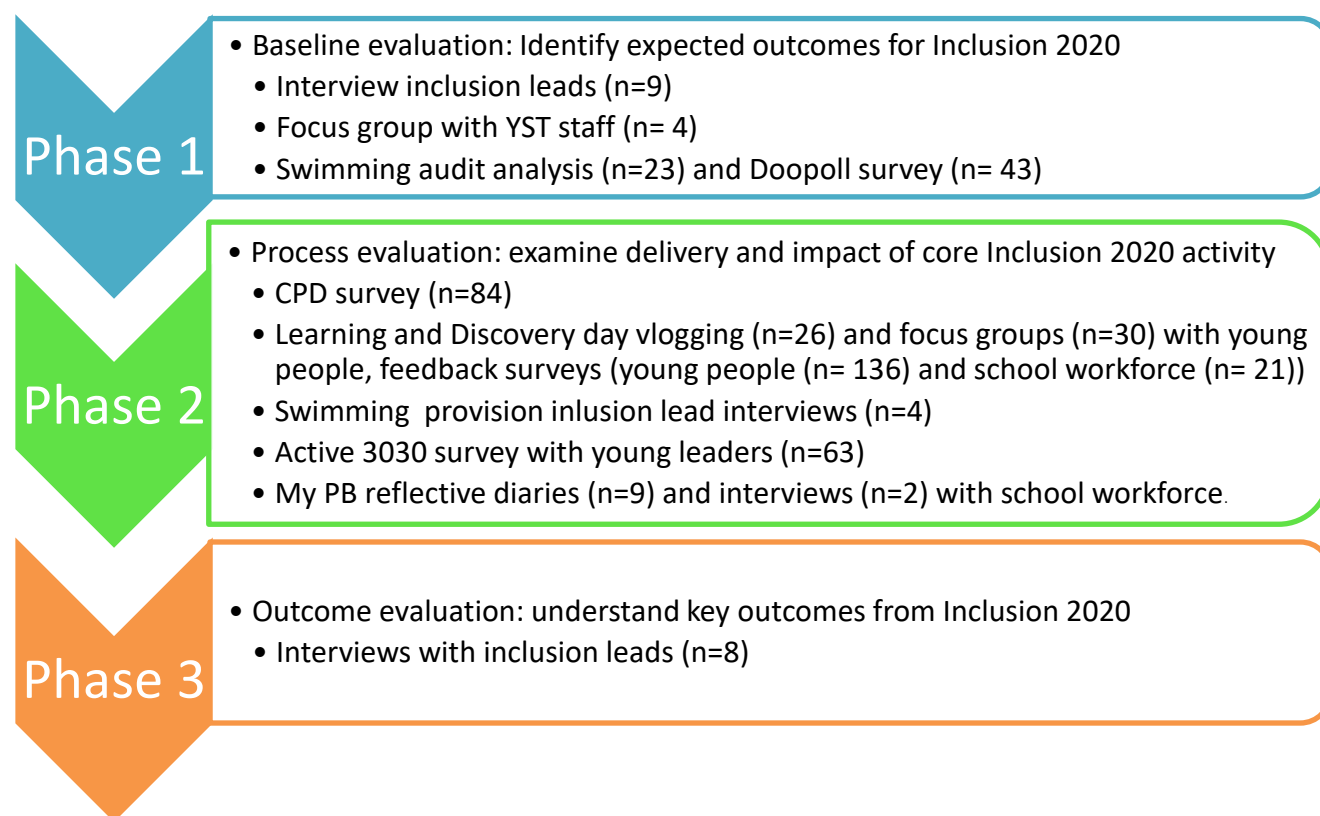 Phase 1
• Baseline evaluation: Identify expected outcomes for Inclusion 2020
• Interview inclusion leads (n=9)
• Focus group with YST staff (n= 4)
• Swimming audit analysis (n=23) and Doopoll survey (n= 43)
Phase 2
• Process evaluation: examine delivery and impact of core Inclusion 2020 activity
• CPD survey (n=84)
• Learning and Discovery day vlogging (n=26) and focus groups (n=30) with young
people, feedback surveys (young people (n= 136) and school workforce (n= 21))
• Swimming  provision inlusion lead interviews (n=4)
• Active 3030 survey with young leaders (n=63)
• My PB reflective diaries (n=9) and interviews (n=2) with school workforce.
Phase 3
• Outcome evaluation: understand key outcomes from Inclusion 2020
• Interviews with inclusion leads (n=8)